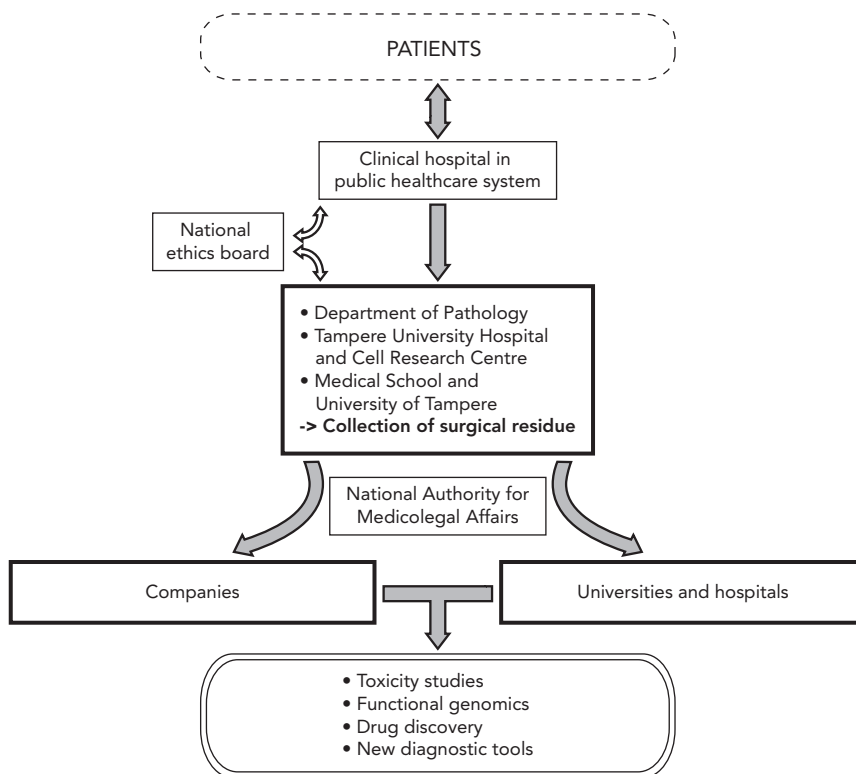 PATIENTS
Clinical hospital in
public healthcare system
National
ethics board
• Department of Pathology
• Tampere University Hospital
and Cell Research Centre
• Medical School and
University of Tampere
-> Collection of surgical residue
National Authority for
Medicolegal Affairs
Companies
Universities and hospitals
• Toxicity studies
• Functional genomics
• Drug discovery
• New diagnostic tools